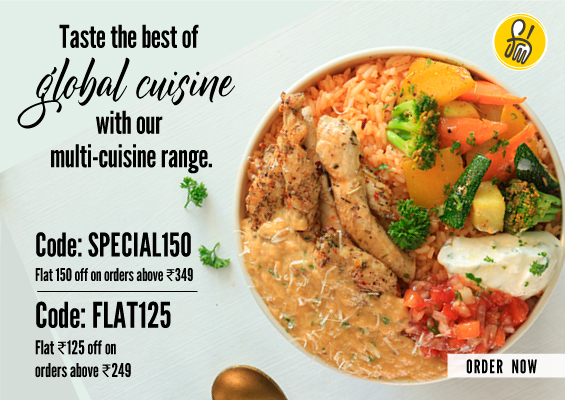 Taste the best of
global cuisine
with our
multi-cuisine range.
Code: SPECIAL150
Flat 150 off on orders above ₹349
Code: FLAT125
Flat ₹125 off on
orders above ₹249
ORDER NOW